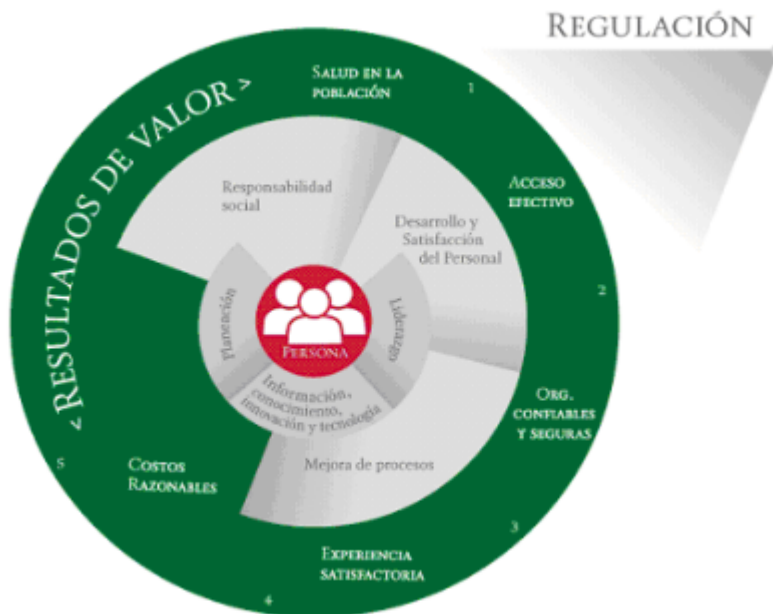 REGULACIÓN
< RESULTADOS DE VALOR >
SALUD EN LA
POBLACIÓN
1
ACCESO
EFECTIVO
2
ORG.
CONFIABLES
Y SEGURAS
3
EXPERIENCIA
SATISFACTORIA
4
COSTOS
RAZONABLES
5
Responsabilidad
social
Desarrollo y
Satisfacción
del Personal
Mejora de procesos
Planeación
Liderazgo
Información,
conocimiento,
innovación y tecnología
PERSONA